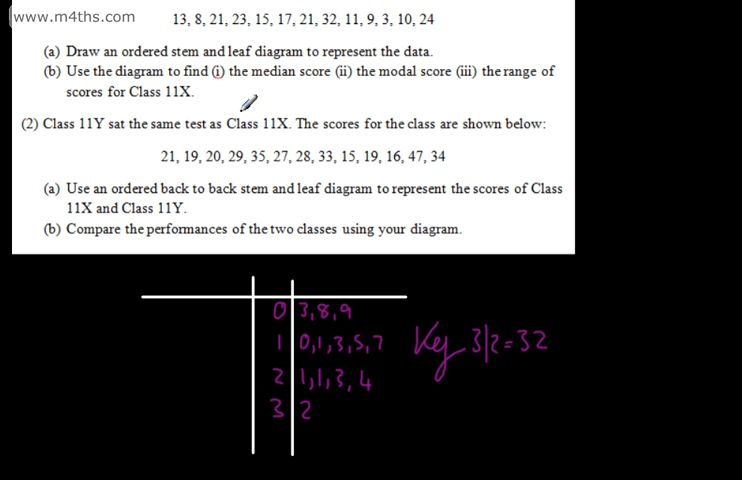 www.m4ths.com
13, 8, 21, 23, 15, 17, 21, 32, 11, 9, 3, 10, 24
(a) Draw an ordered stem and leaf diagram to represent the data.
(b) Use the diagram to find (i) the median score (ii) the modal score (iii) the range of
scores for Class 11X.
(2) Class 11Y sat the same test as Class 11X. The scores for the class are shown below:
21, 19, 20, 29, 35, 27, 28, 33, 15, 19, 16, 47, 34
(a) Use an ordered back to back stem and leaf diagram to represent the scores of Class
11X and Class 11Y.
(b) Compare the performances of the two classes using your diagram.
0 | 3, 8, 9
1 | 0, 1, 3, 5, 7
Key 3|2 = 32
2 | 1, 1, 3, 4
3 | 2